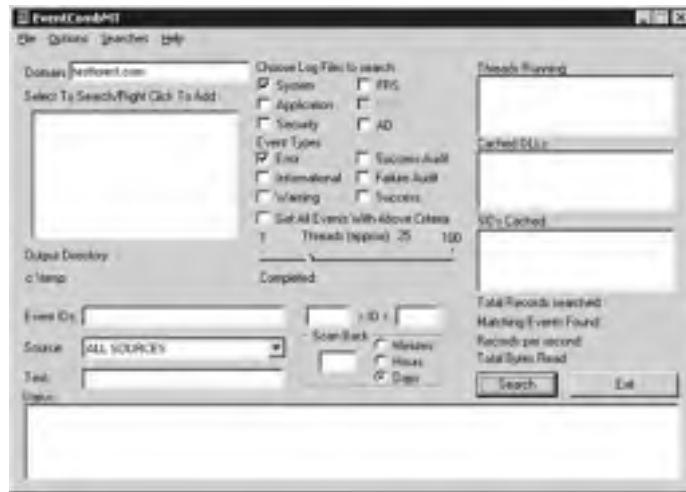 EventCombMT
File Options Searches Help
Domain
Select To Search/Right Click To Add
Choose Log Files to search
System FRS
Application
Security AD
Event Types
Error Success Audit
Informational Failure Audit
Warning Success
Get All Events With Above Criteria
1 Threads (approx) 25 100
Output Directory
c:\temp
Completed:
Threads Running
Cached DLLs
Cached
Event IDs
> ID <
Source ALL SOURCES
Text:
Scan Back
Minutes
Hours
Days
Total Records searched:
Matching Events Found:
Records per second:
Total Bytes Read:
Search Exit
Status: